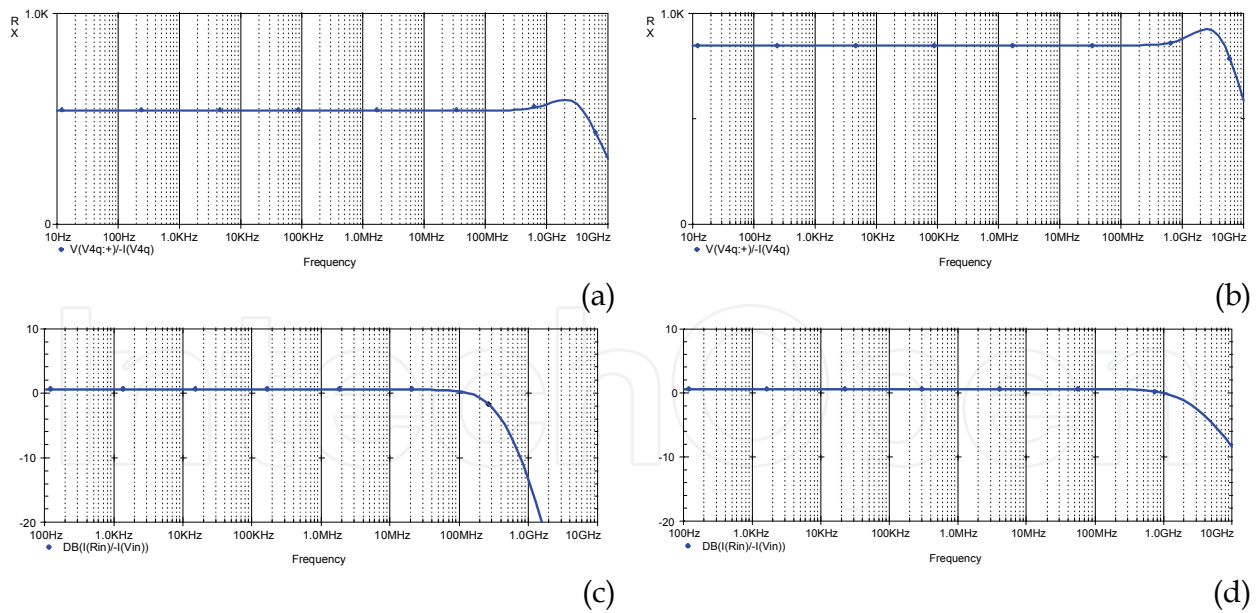 1.0K
R
X
0
10Hz 100Hz 1.0KHz 10KHz 100KHz 1.0MHz 10MHz 100MHz 1.0GHz 10GHz
V(V4q:+)/-I(V4q)
Frequency
(a)
1.0K
R
X
0
10Hz 100Hz 1.0KHz 10KHz 100KHz 1.0MHz 10MHz 100MHz 1.0GHz 10GHz
V(V4q:+)/-I(V4q)
Frequency
(b)
10
0
-10
-20
100Hz 1.0KHz 10KHz 100KHz 1.0MHz 10MHz 100MHz 1.0GHz 10GHz
DB(I(Rin)/-I(Vin))
Frequency
(c)
10
0
-10
-20
100Hz 1.0KHz 10KHz 100KHz 1.0MHz 10MHz 100MHz 1.0GHz 10GHz
DB(I(Rin)/-I(Vin))
Frequency
(d)
IntechOpen